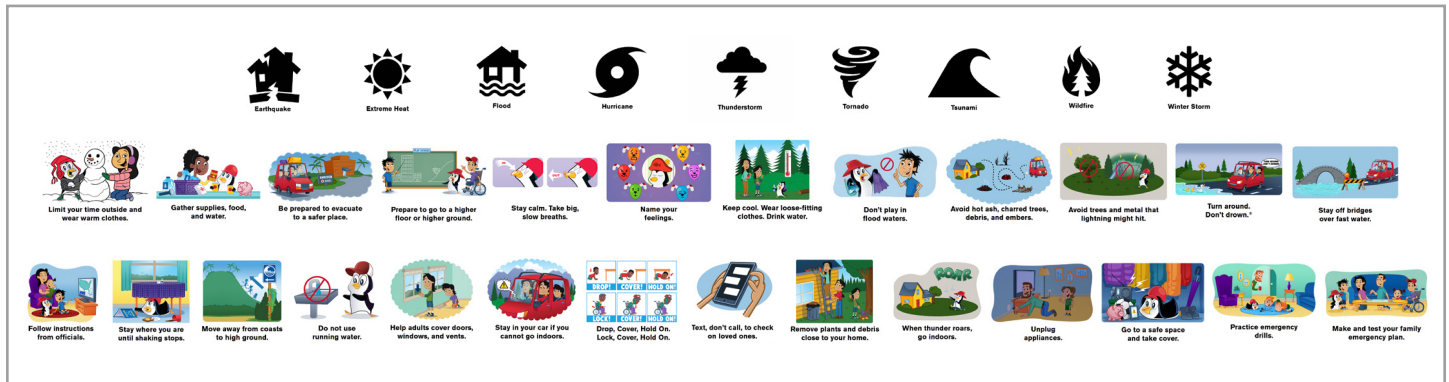 Earthquake
Extreme Heat
Flood
Hurricane
Thunderstorm
Tornado
Tsunami
Wildfire
Winter Storm
Limit your time outside and
wear warm clothes.
Gather supplies, food,
and water.
Be prepared to evacuate
to a safer place.
Prepare to go to a higher
floor or higher ground.
Stay calm. Take big,
slow breaths.
Name your
feelings.
Keep cool. Wear loose-fitting
clothes. Drink water.
Don't play in
flood waters.
Avoid hot ash, charred trees,
debris, and embers.
Avoid trees and metal that
lightning might hit.
Turn around.
Don't drown.®
Stay off bridges
over fast water.
Follow instructions
from officials.
Stay where you are
until shaking stops.
Move away from coasts
to high ground.
Do not use
running water.
Help adults cover doors,
windows, and vents.
Stay in your car if you
cannot go indoors.
DROP! COVER! HOLD ON!
LOCK! COVER! HOLD ON!
Drop, Cover, Hold On.
Lock, Cover, Hold On.
Text, don't call, to check
on loved ones.
Remove plants and debris
close to your home.
ROAR
When thunder roars,
go indoors.
Unplug
appliances.
Go to a safe space
and take cover.
Practice emergency
drills.
Make and test your family
emergency plan.